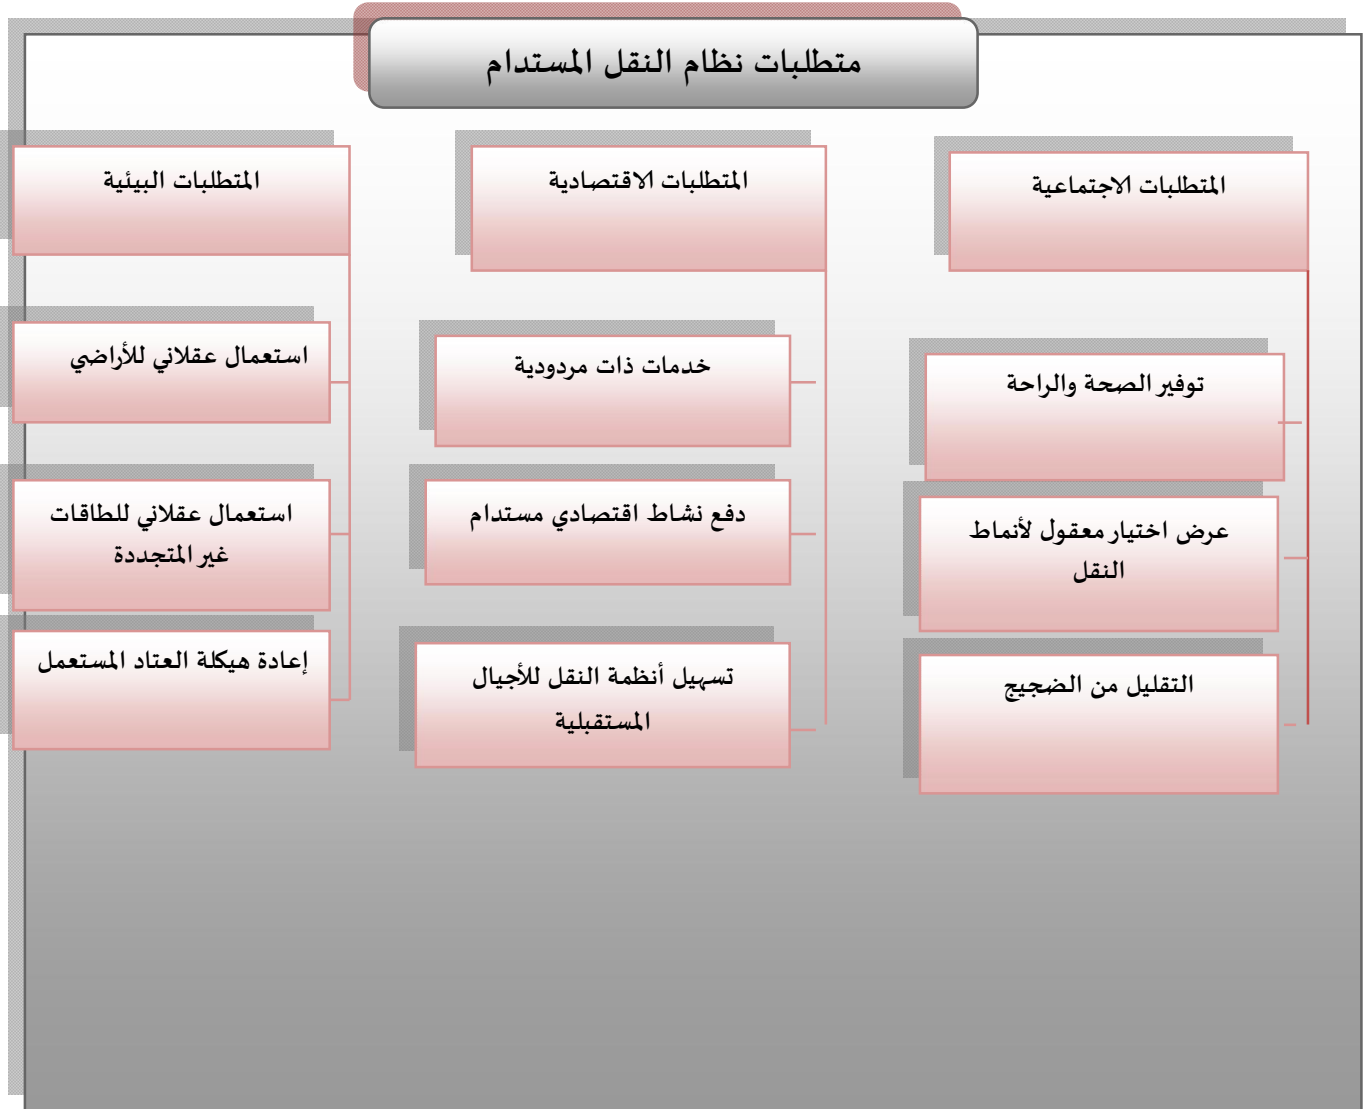 متطلبات نظام النقل المستدام
المتطلبات الاجتماعية
توفير الصحة والراحة
عرض اختيار معقول لأنماط
النقل
التقليل من الضجيج
المتطلبات الاقتصادية
خدمات ذات مردودية
دفع نشاط اقتصادي مستدام
تسهيل أنظمة النقل للأجيال
المستقبلية
المتطلبات البيئية
استعمال عقلاني للأراضي
استعمال عقلاني للطاقات
غير المتجددة
إعادة هيكلة العتاد المستعمل